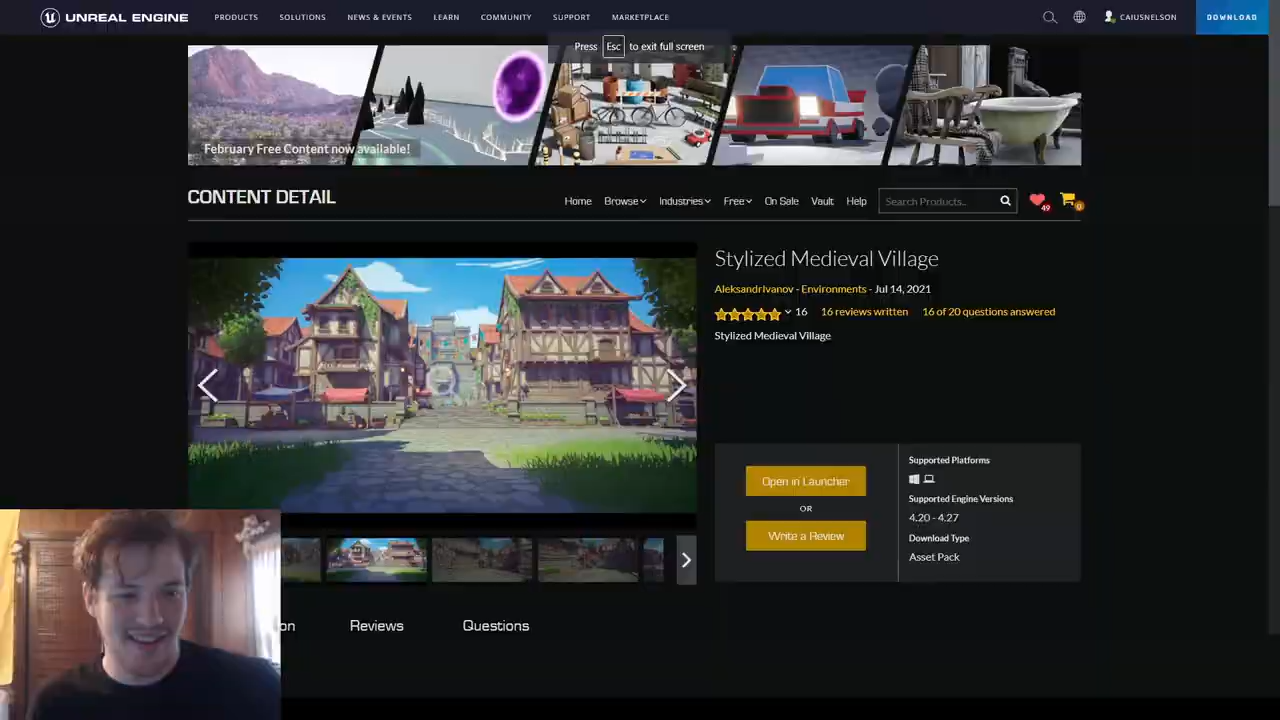 UNREAL ENGINE
PRODUCTS
SOLUTIONS
NEWS & EVENTS
LEARN
COMMUNITY
SUPPORT
MARKETPLACE
CAIUSNELSON
DOWNLOAD
Press Esc to exit full screen
February Free Content now available!
CONTENT DETAIL
Home
Browse
Industries
Free
On Sale
Vault
Help
Search Products..
49
0
Stylized Medieval Village
AleksandrIvanov - Environments - Jul 14, 2021
16
16 reviews written
16 of 20 questions answered
Stylized Medieval Village
Open in Launcher
OR
Write a Review
Supported Platforms
Supported Engine Versions
4.20 - 4.27
Download Type
Asset Pack
on
Reviews
Questions